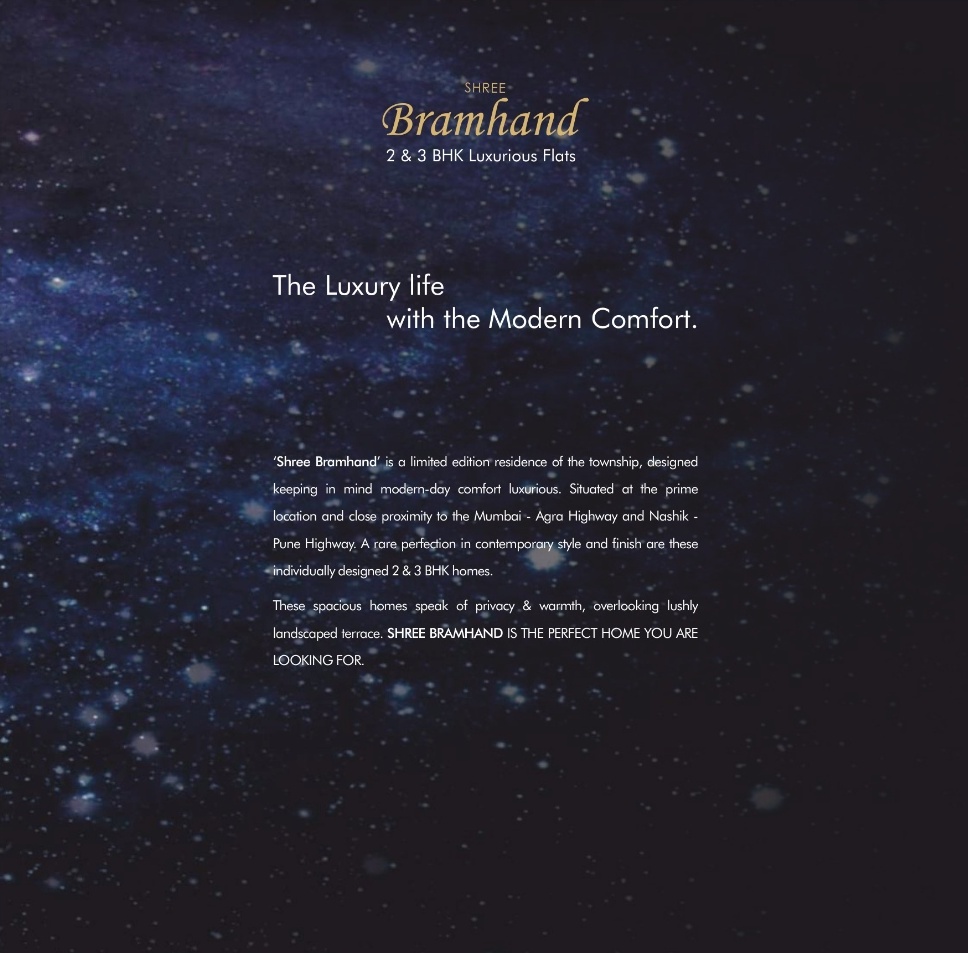 SHREE
Bramhand
2 & 3 BHK Luxurious Flats
The Luxury life
with the Modern Comfort.
‘Shree Bramhand’ is a limited edition residence of the township, designed
keeping in mind modern-day comfort luxurious. Situated at the prime
location and close proximity to the Mumbai - Agra Highway and Nashik -
Pune Highway. A rare perfection in contemporary style and finish are these
individually designed 2 & 3 BHK homes.
These spacious homes speak of privacy & warmth, overlooking lushly
landscaped terrace. SHREE BRAMHAND IS THE PERFECT HOME YOU ARE
LOOKING FOR.